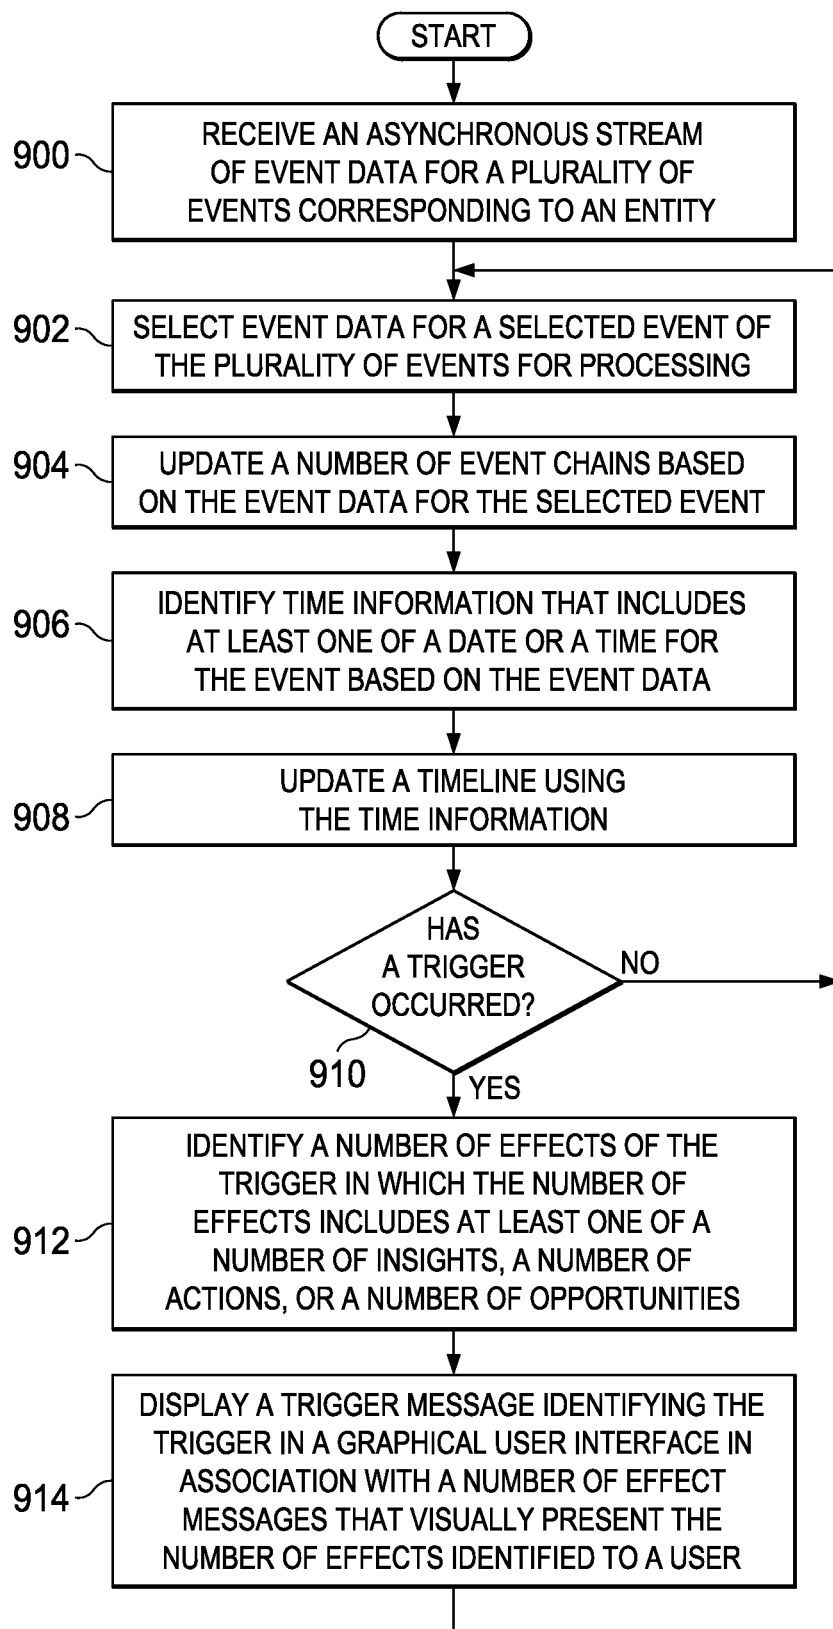 START
900
RECEIVE AN ASYNCHRONOUS STREAM
OF EVENT DATA FOR A PLURALITY OF
EVENTS CORRESPONDING TO AN ENTITY
902
SELECT EVENT DATA FOR A SELECTED EVENT OF
THE PLURALITY OF EVENTS FOR PROCESSING
904
UPDATE A NUMBER OF EVENT CHAINS BASED
ON THE EVENT DATA FOR THE SELECTED EVENT
906
IDENTIFY TIME INFORMATION THAT INCLUDES
AT LEAST ONE OF A DATE OR A TIME FOR
THE EVENT BASED ON THE EVENT DATA
908
UPDATE A TIMELINE USING
THE TIME INFORMATION
HAS
A TRIGGER
OCCURRED?
NO
910
YES
912
IDENTIFY A NUMBER OF EFFECTS OF THE
TRIGGER IN WHICH THE NUMBER OF
EFFECTS INCLUDES AT LEAST ONE OF A
NUMBER OF INSIGHTS, A NUMBER OF
ACTIONS, OR A NUMBER OF OPPORTUNITIES
914
DISPLAY A TRIGGER MESSAGE IDENTIFYING THE
TRIGGER IN A GRAPHICAL USER INTERFACE IN
ASSOCIATION WITH A NUMBER OF EFFECT
MESSAGES THAT VISUALLY PRESENT THE
NUMBER OF EFFECTS IDENTIFIED TO A USER